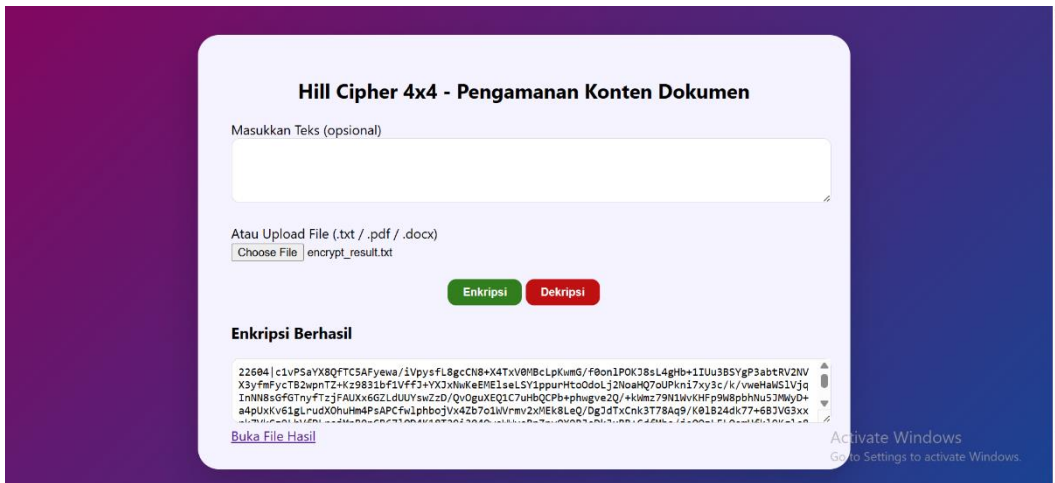 Hill Cipher 4x4 - Pengamanan Konten Dokumen
Masukkan Teks (opsional)
Atau Upload File (.txt / .pdf / .docx)
Choose File encrypt_result.txt
Enkripsi Dekripsi
Enkripsi Berhasil
22604|c1vPSaYX8QfTC5AFyewa/iVpysfL8gcCN8+X4TxV0MBcLpKwmG/f0onlPOKJ8sL4gHb+1IUu3BSYgP3abtRV2NV
X3yfmFycTB2wpnTZ+Kz9831bf1VffJ+YXJxNwKeEMElseLSY1ppurHtoOdoLj2NoaHQ7oUPkni7xy3c/k/vweHaWSlVjq
InNN8sGfGTnyfTzjFAUXx6GZLdUUYswZzD/QvOguXEQ1C7uHbQCPb+phwgve2Q/+kWmz79N1WvKHFp9W8pbhNu5JMWyD+
a4pUxKv61gLrudXOhuHm4PsAPCfwlphbojVx4Zb7o1WVrmv2xMEk8LeQ/DgJdTxCnk3T78Aq9/K0lB24dk77+6BJVG3xx
Buka File Hasil
Activate Windows
Go to Settings to activate Windows.